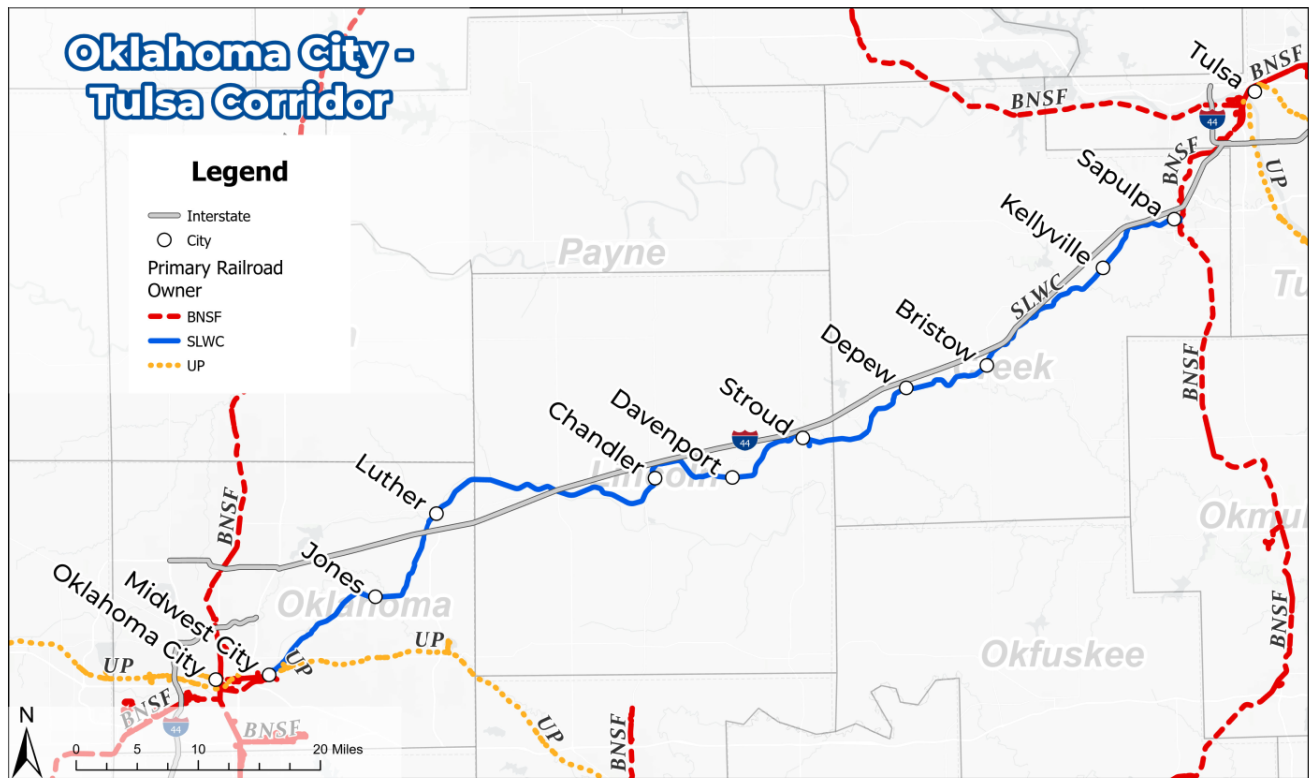 Oklahoma City -
Tulsa Corridor
Legend
Interstate
City
Primary Railroad
Owner
BNSF
SLWC
UP
Tulsa
BNSF
BNSF
44
BNSF
UP
Sapulpa
Kellyville
Payne
Tu
SLWC
Bristow
Creek
Depew
BNSF
Stroud
Davenport
44
Chandler
Lincoln
Luther
BNSF
Okmul
Jones
Oklahoma
Midwest City
Oklahoma City
UP
UP
UP
Okfuskee
BNSF
BNSF
44
BNSF
UP
BNSF
N
0 5 10 20 Miles